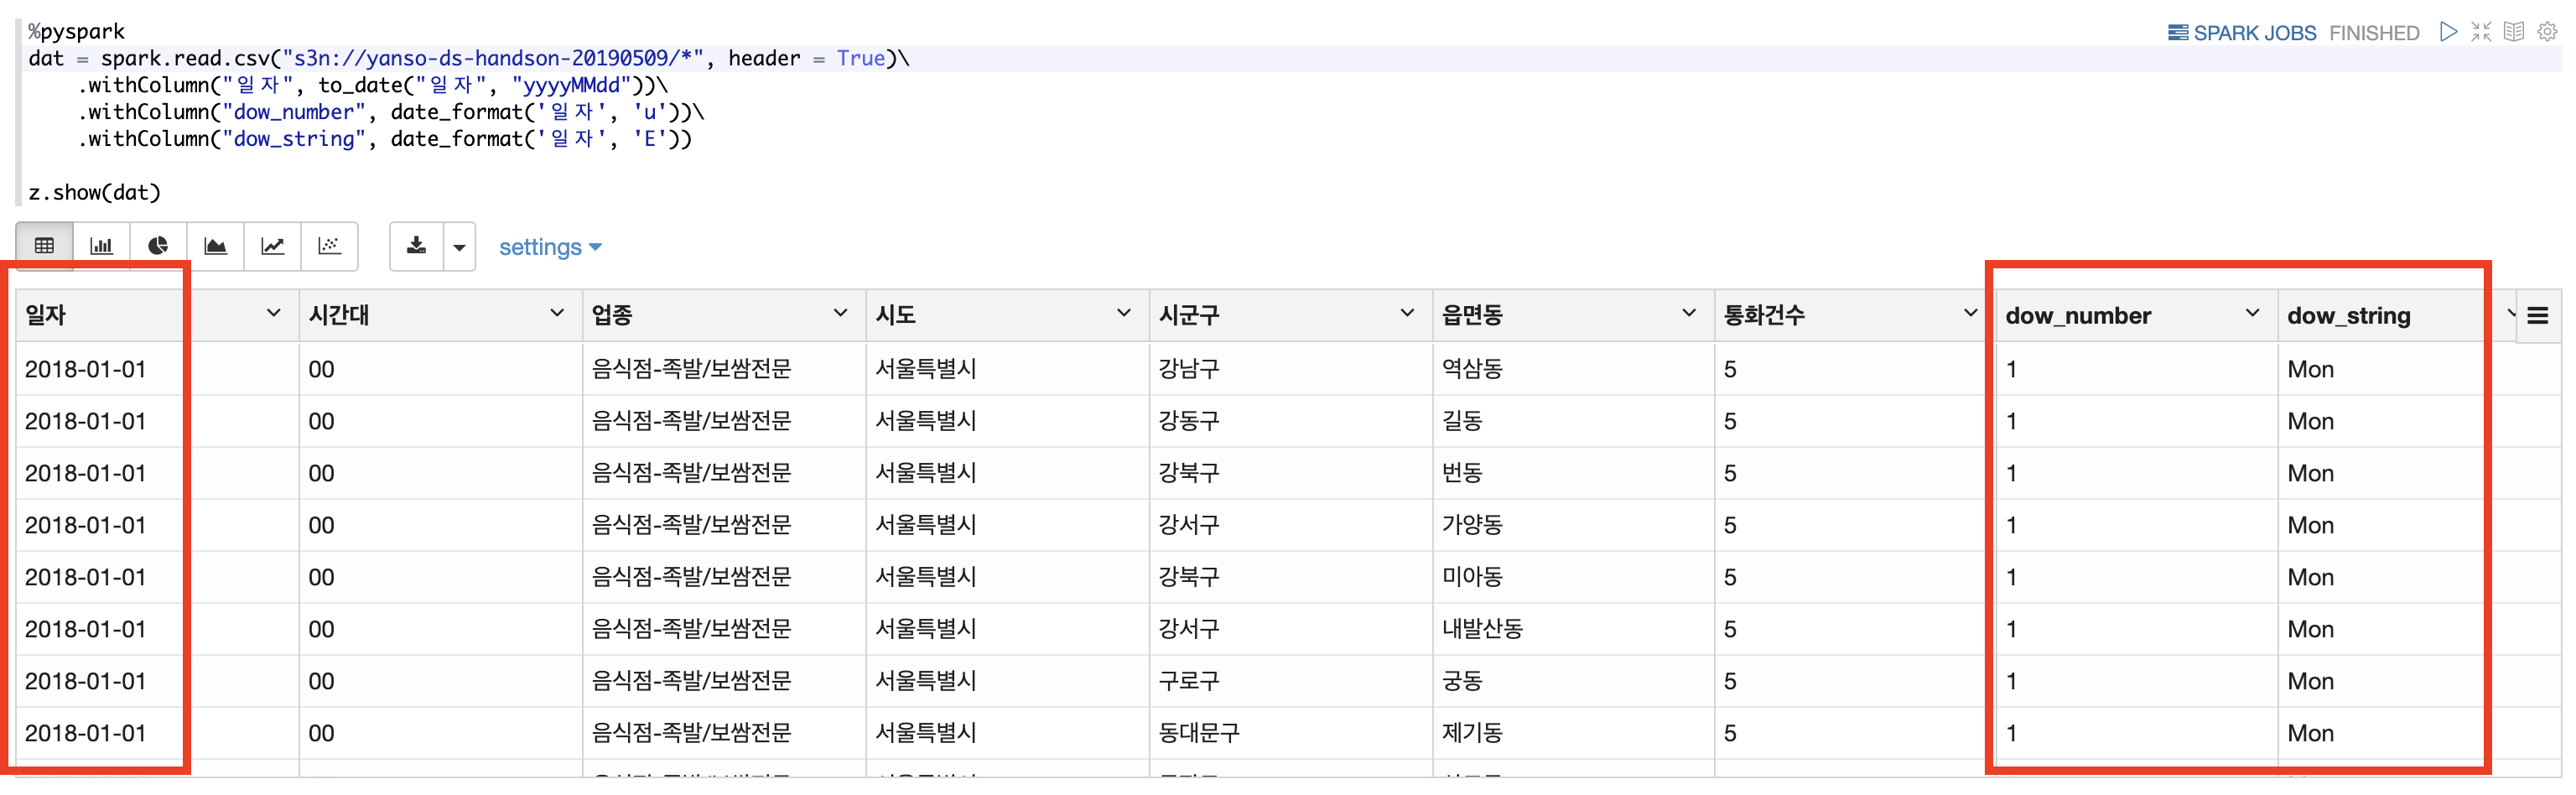 %pyspark
SPARK JOBS FINISHED
dat = spark.read.csv("s3n://yanso-ds-handson-20190509/*", header = True)\
.withColumn("일자", to_date("일자", "yyyyMMdd"))\
.withColumn("dow_number", date_format('일자', 'u'))\
.withColumn("dow_string", date_format('일자', 'E'))
z.show(dat)
settings
일자 시간대 업종 시도 시군구 읍면동 통화건수 dow_number dow_string
2018-01-01 00 음식점-족발/보쌈전문 서울특별시 강남구 역삼동 5 1 Mon
2018-01-01 00 음식점-족발/보쌈전문 서울특별시 강동구 길동 5 1 Mon
2018-01-01 00 음식점-족발/보쌈전문 서울특별시 강북구 번동 5 1 Mon
2018-01-01 00 음식점-족발/보쌈전문 서울특별시 강서구 가양동 5 1 Mon
2018-01-01 00 음식점-족발/보쌈전문 서울특별시 강북구 미아동 5 1 Mon
2018-01-01 00 음식점-족발/보쌈전문 서울특별시 강서구 내발산동 5 1 Mon
2018-01-01 00 음식점-족발/보쌈전문 서울특별시 구로구 궁동 5 1 Mon
2018-01-01 00 음식점-족발/보쌈전문 서울특별시 동대문구 제기동 5 1 Mon